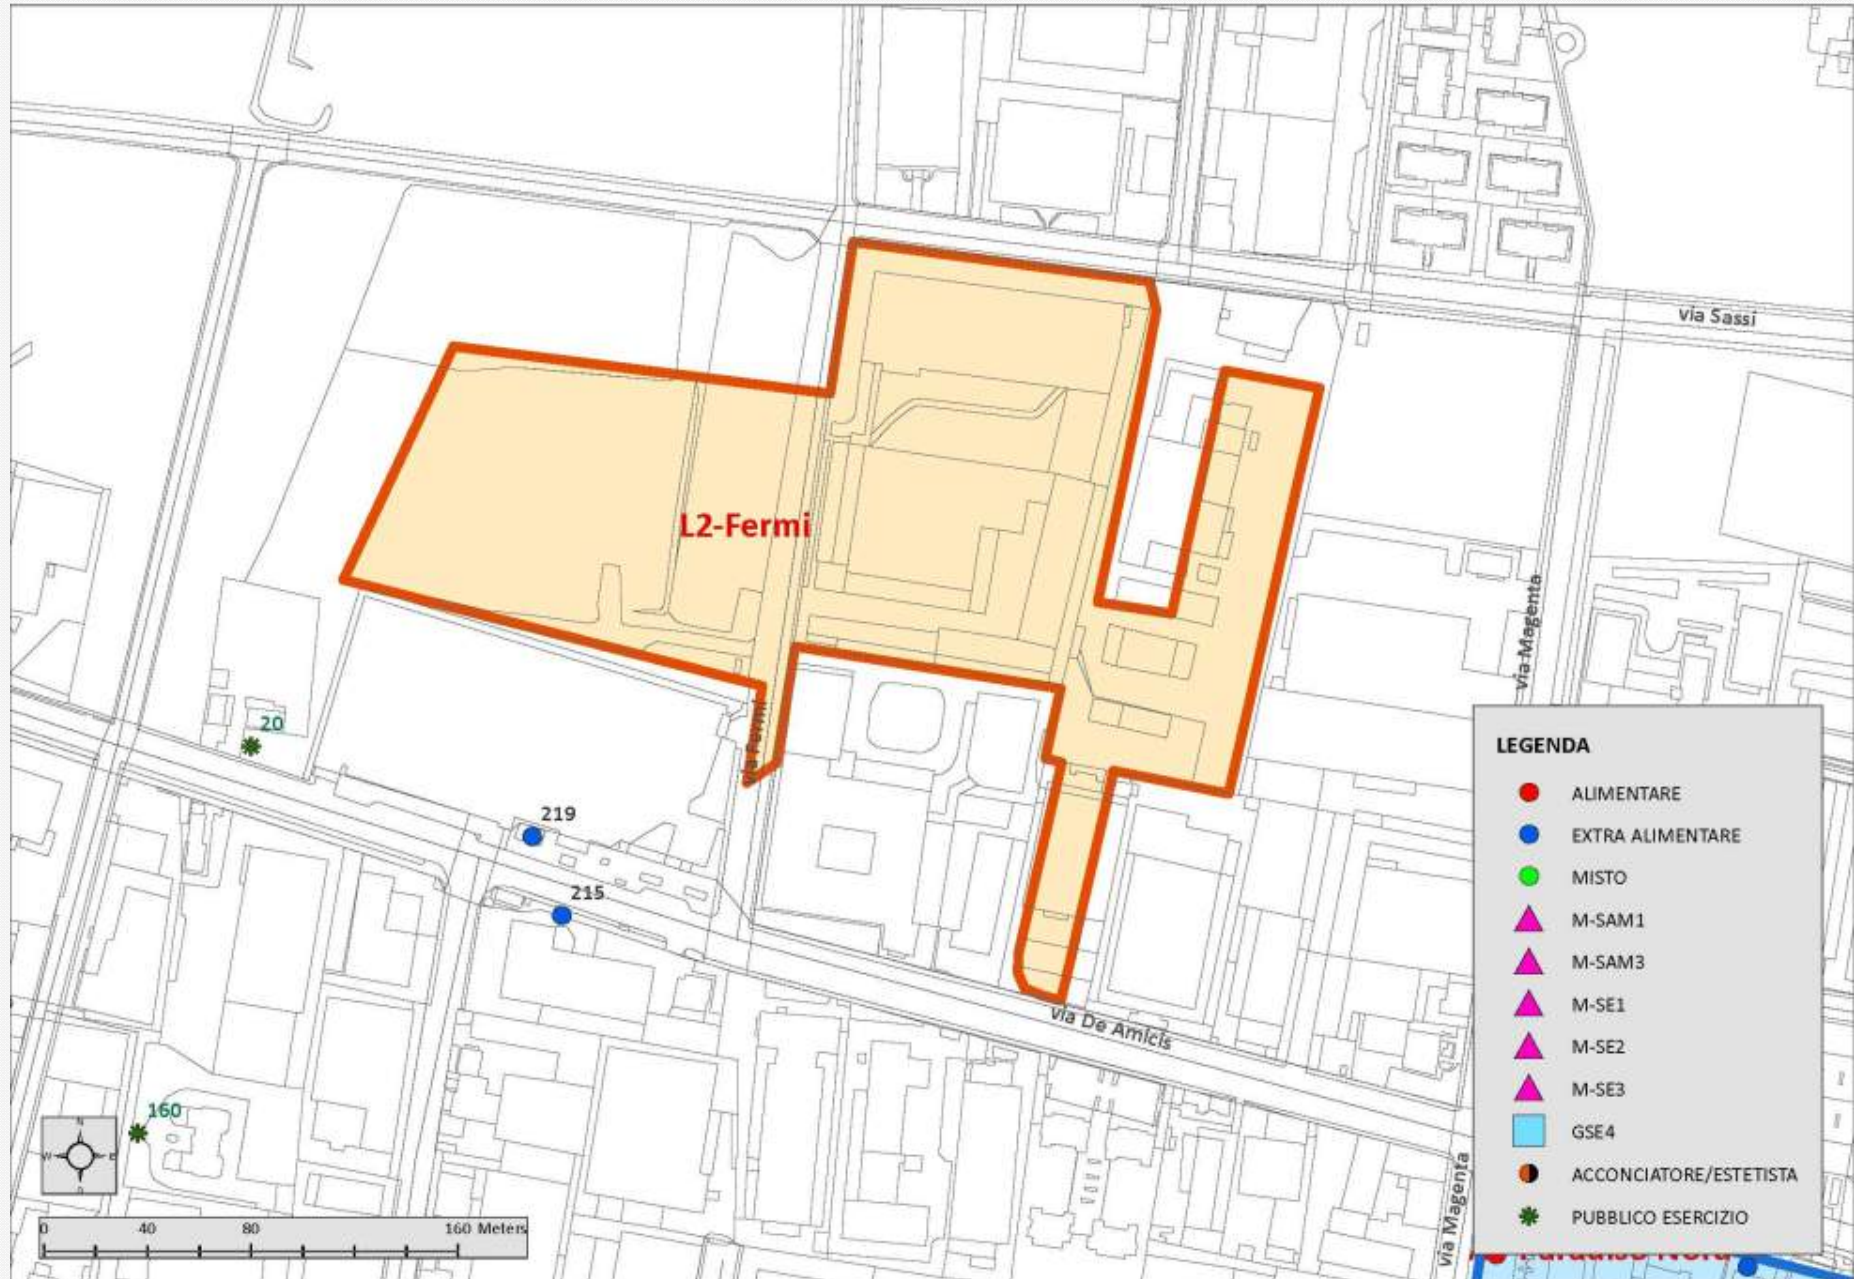 via Sassi
L2-Fermi
via Magenta
20
via Fermi
219
215
via De Amicis
160
via Magenta
N
W
E
0 40 80 160 Meters
LEGENDA
ALIMENTARE
EXTRA ALIMENTARE
MISTO
M-SAM1
M-SAM3
M-SE1
M-SE2
M-SE3
GSE4
ACCONCIATORE/ESTETISTA
PUBBLICO ESERCIZIO